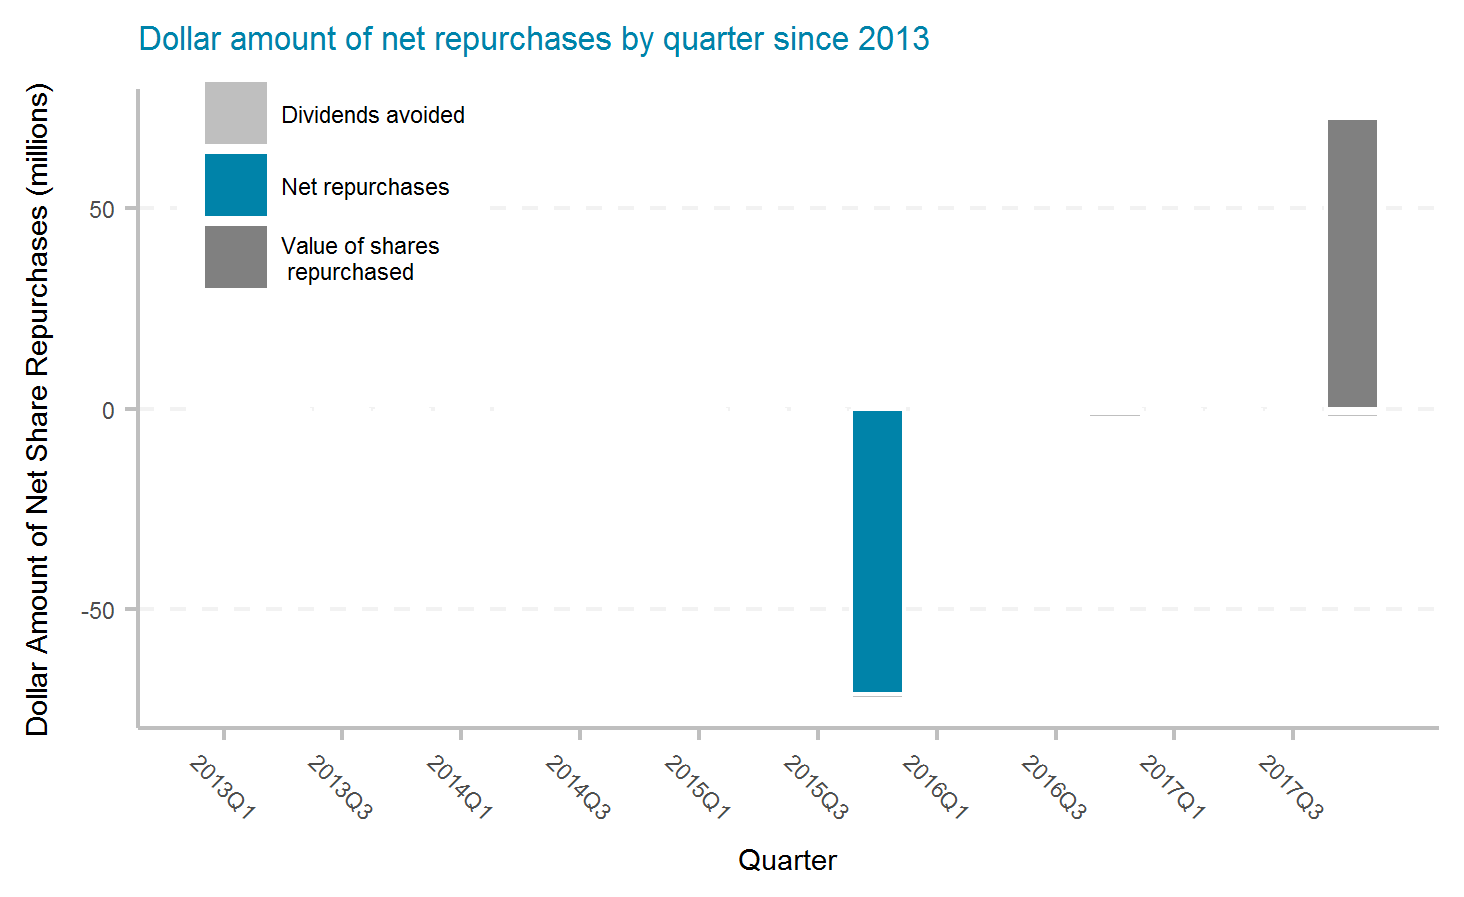 Dollar amount of net repurchases by quarter since 2013
Dollar Amount of Net Share Repurchases (millions)
Dividends avoided
Net repurchases
Value of shares
repurchased
50
0
-50
2013Q1
2013Q3
2014Q1
2014Q3
2015Q1
2015Q3
2016Q1
2016Q3
2017Q1
2017Q3
Quarter